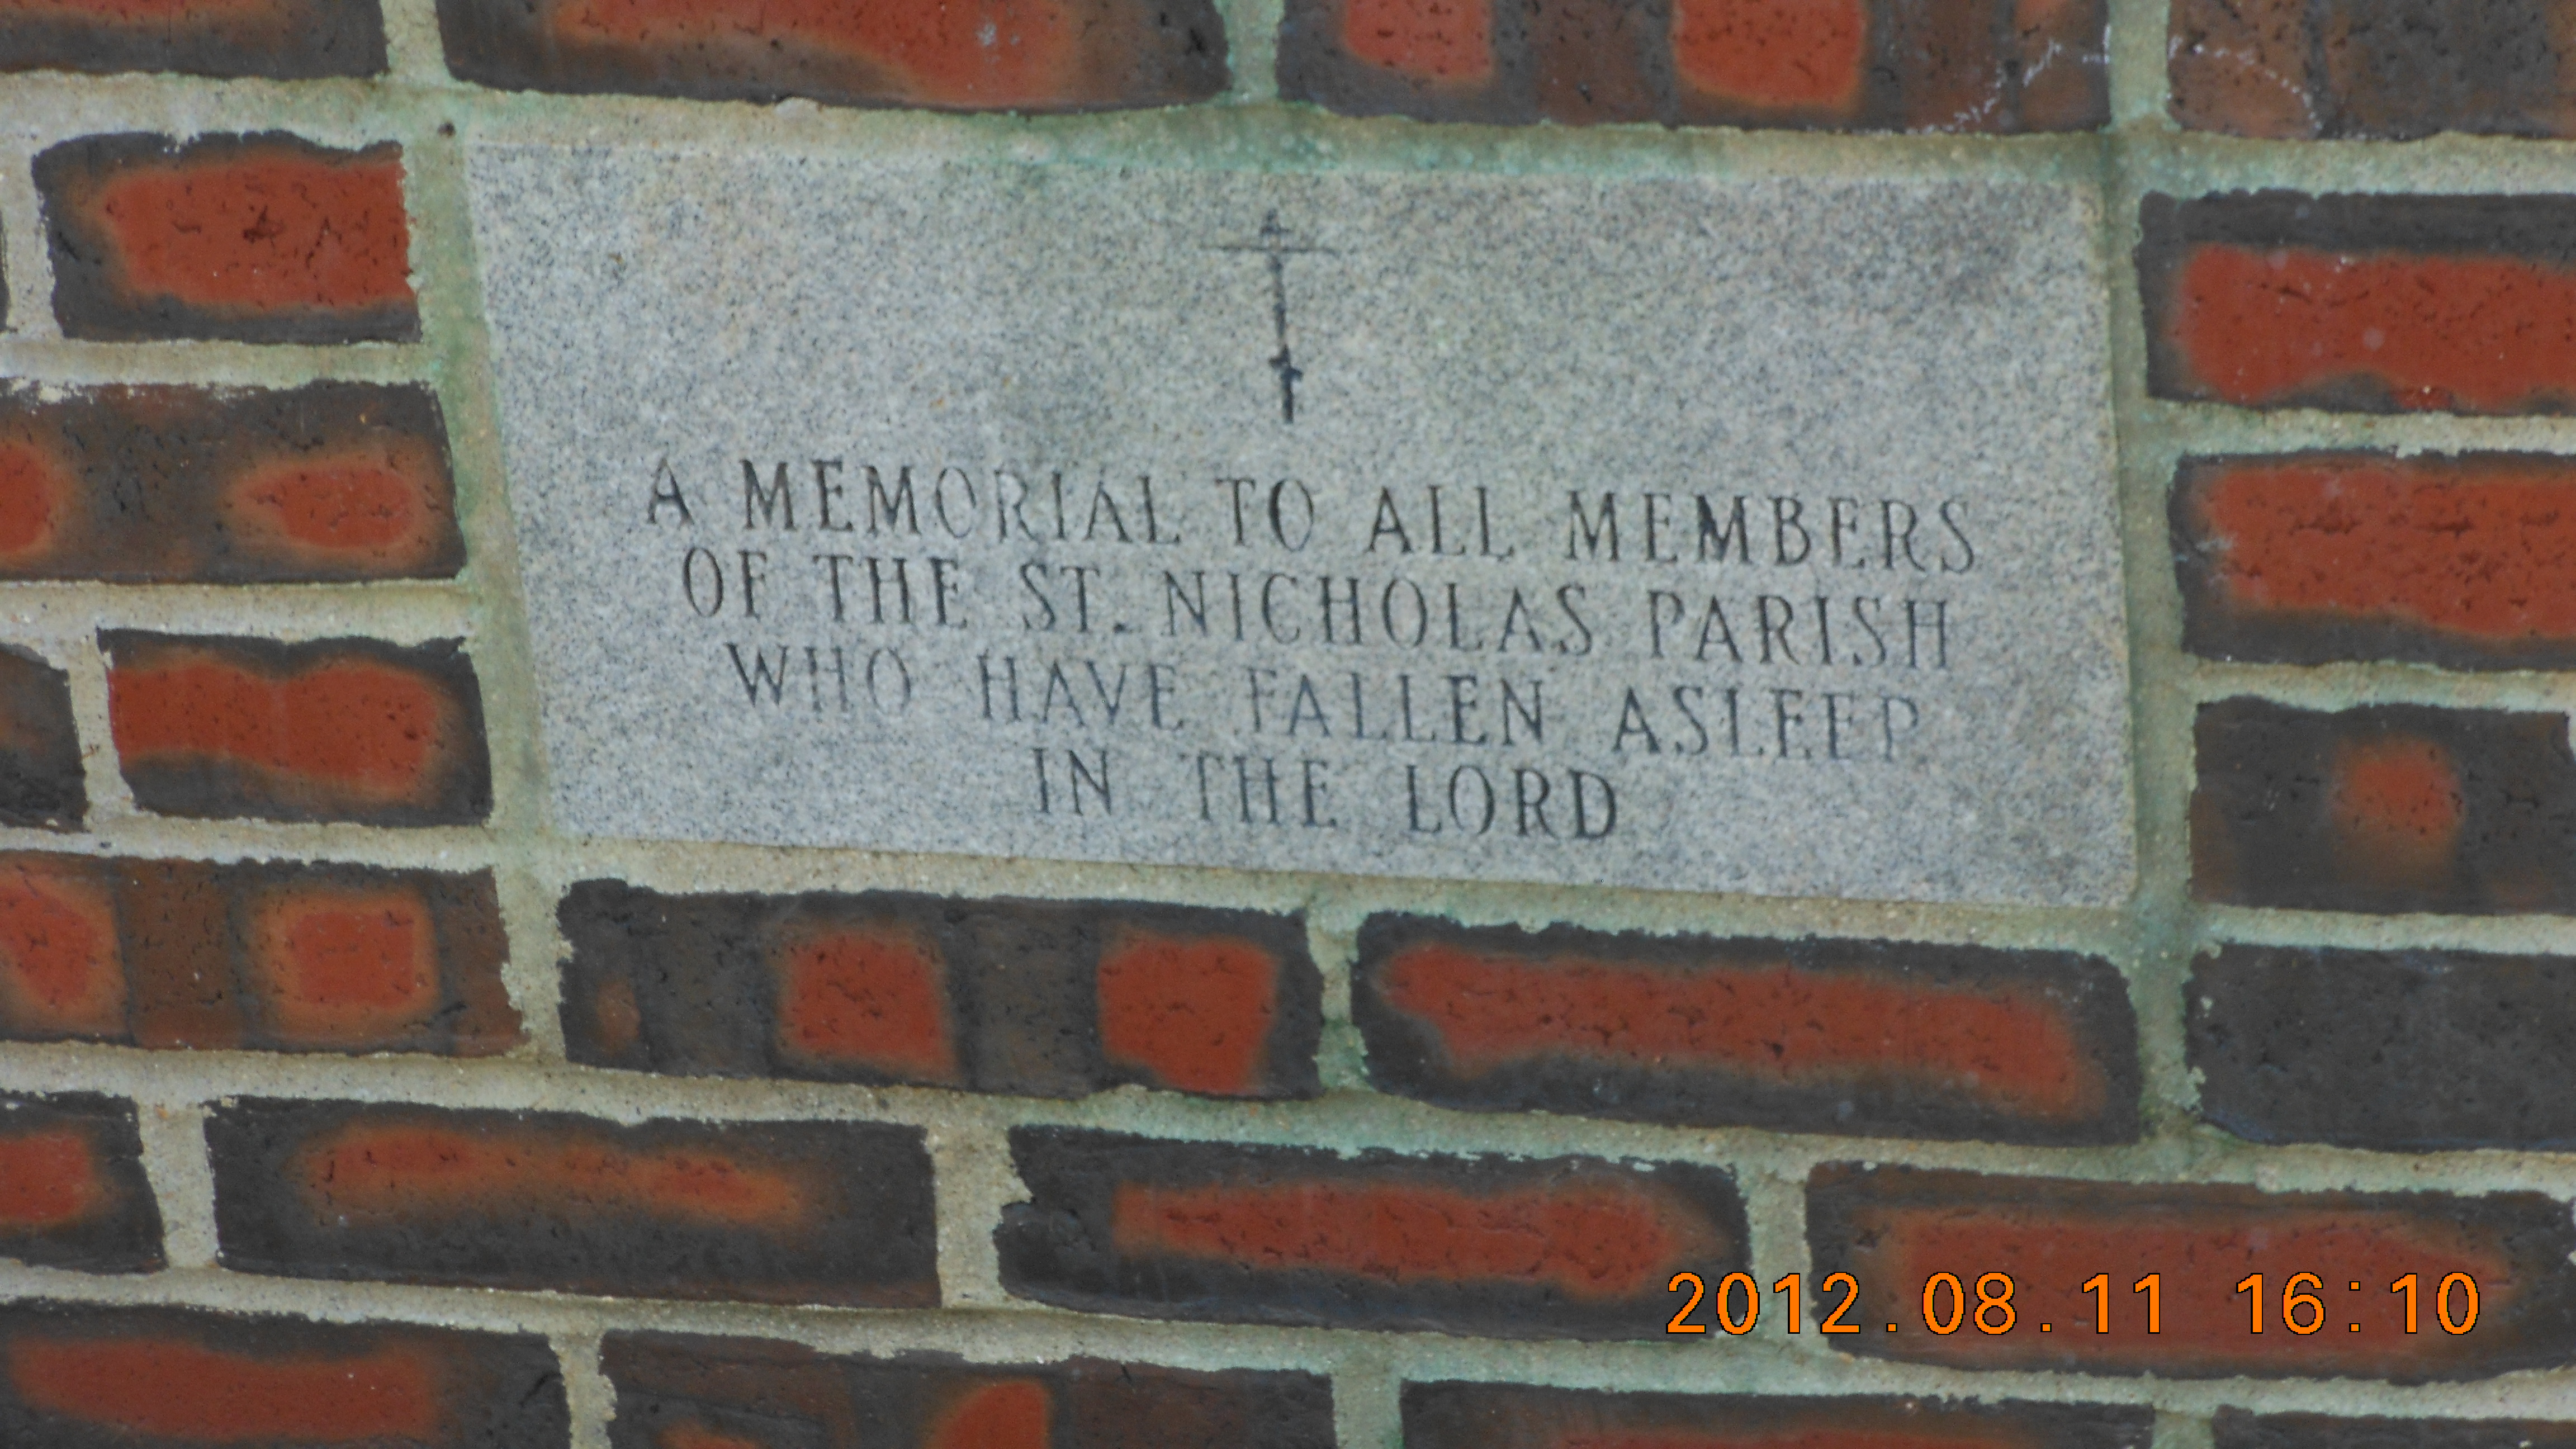 A MEMORIAL TO ALL MEMBERS
OF THE ST. NICHOLAS PARISH
WHO HAVE FALLEN ASLEEP
IN THE LORD
2012.08.11 16:10